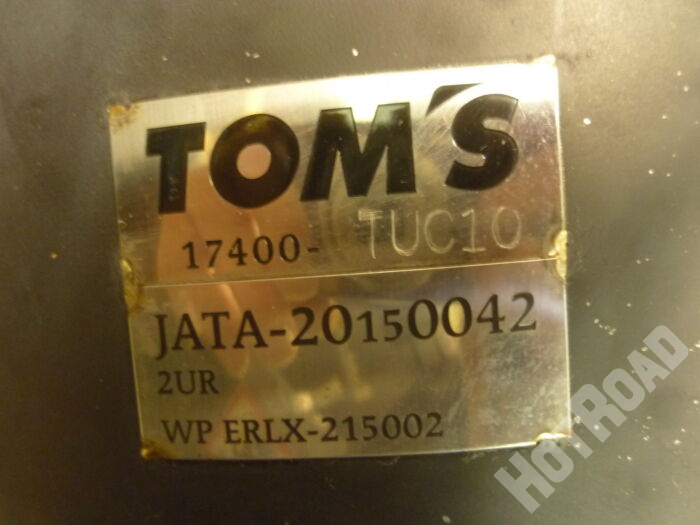 TOM'S
17400- TUC10
JATA-20150042
2UR
WP ERLX-215002
HOTROAD